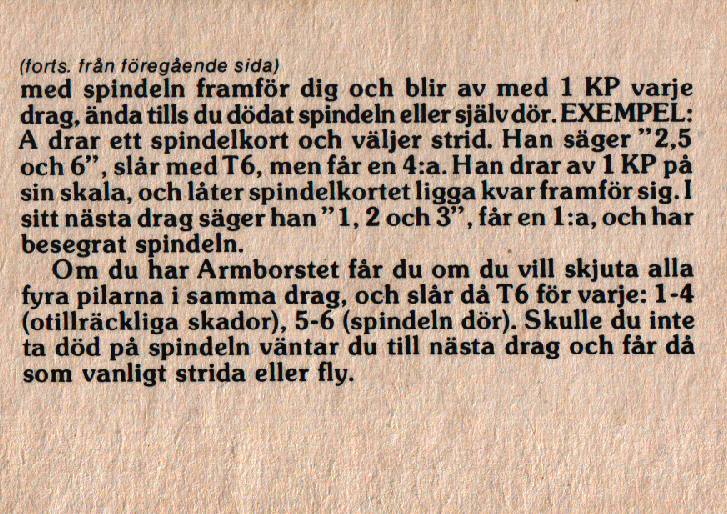 (forts. från föregående sida)
med spindeln framför dig och blir av med 1 KP varje
drag, ända tills du dödat spindeln eller själv dör. EXEMPEL:
A drar ett spindelkort och väljer strid. Han säger ”2,5
och 6”, slår med T6, men får en 4:a. Han drar av 1 KP på
sin skala, och låter spindelkortet ligga kvar framför sig. I
sitt nästa drag säger han ”1, 2 och 3”, får en 1:a, och har
besegrat spindeln.
Om du har Armborstet får du om du vill skjuta alla
fyra pilarna i samma drag, och slår då T6 för varje: 1-4
(otillräckliga skador), 5-6 (spindeln dör). Skulle du inte
ta död på spindeln väntar du till nästa drag och får då
som vanligt strida eller fly.